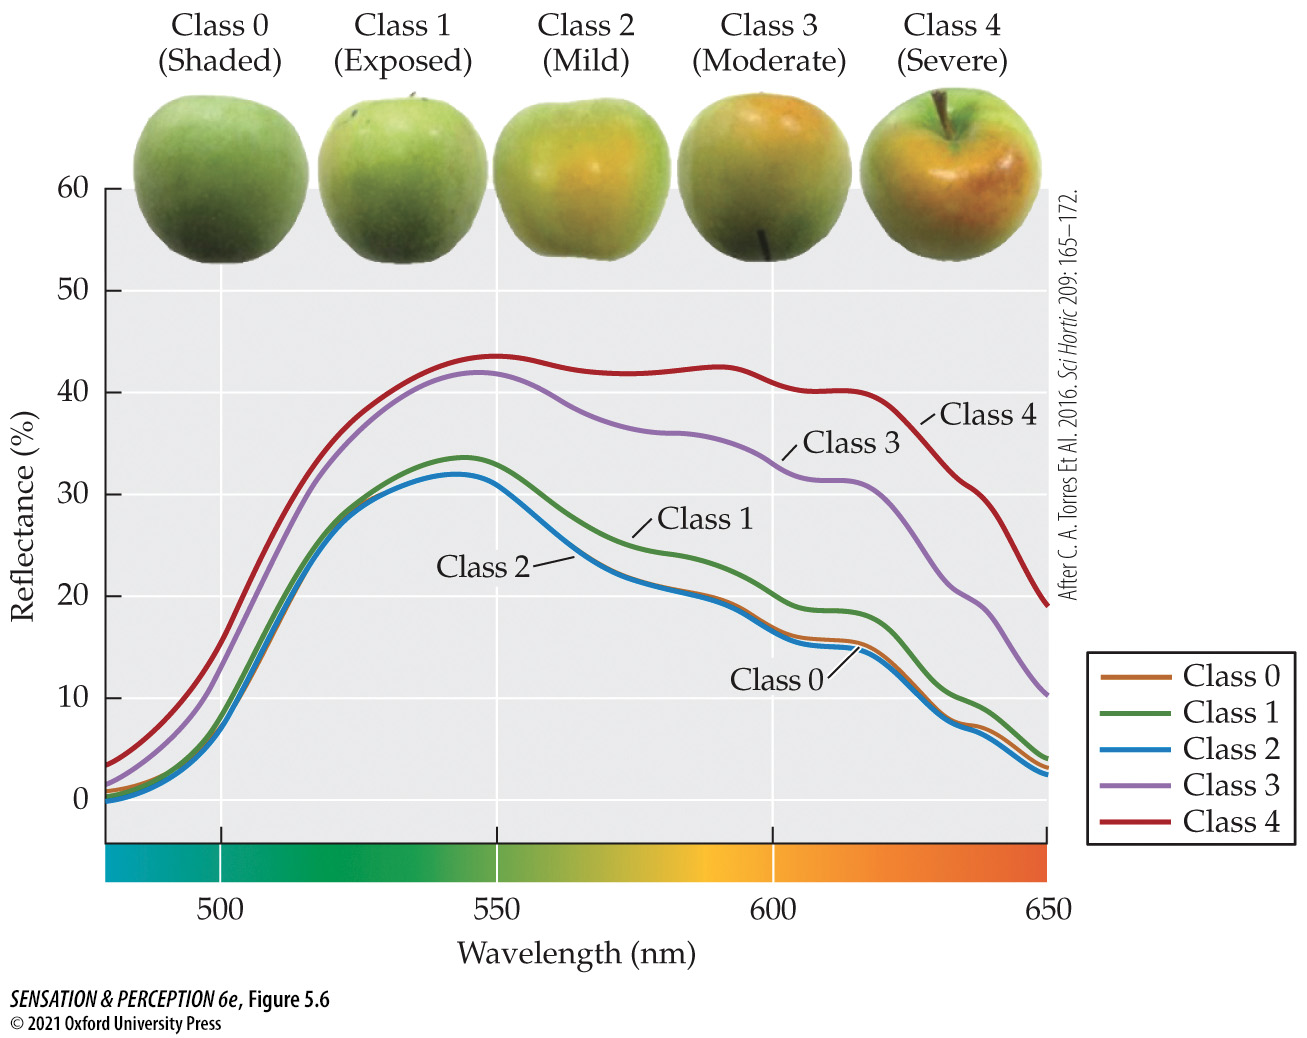 Class 0
(Shaded)
Class 1
(Exposed)
Class 2
(Mild)
Class 3
(Moderate)
Class 4
(Severe)
60
50
40
30
20
10
0
Reflectance (%)
Class 4
Class 3
Class 1
Class 2
Class 0
After C. A. Torres Et Al. 2016. Sci Hortic 209: 165–172.
Class 0
Class 1
Class 2
Class 3
Class 4
500
550
600
650
Wavelength (nm)
SENSATION & PERCEPTION 6e, Figure 5.6
© 2021 Oxford University Press